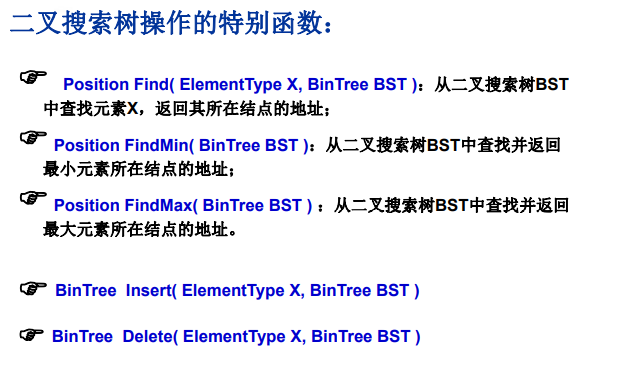 二叉搜索树操作的特别函数：
Position Find( ElementType X, BinTree BST )：从二叉搜索树BST
中查找元素X，返回其所在结点的地址；
Position FindMin( BinTree BST )：从二叉搜索树BST中查找并返回
最小元素所在结点的地址；
Position FindMax( BinTree BST ) ：从二叉搜索树BST中查找并返回
最大元素所在结点的地址。
BinTree Insert( ElementType X, BinTree BST )
BinTree Delete( ElementType X, BinTree BST )